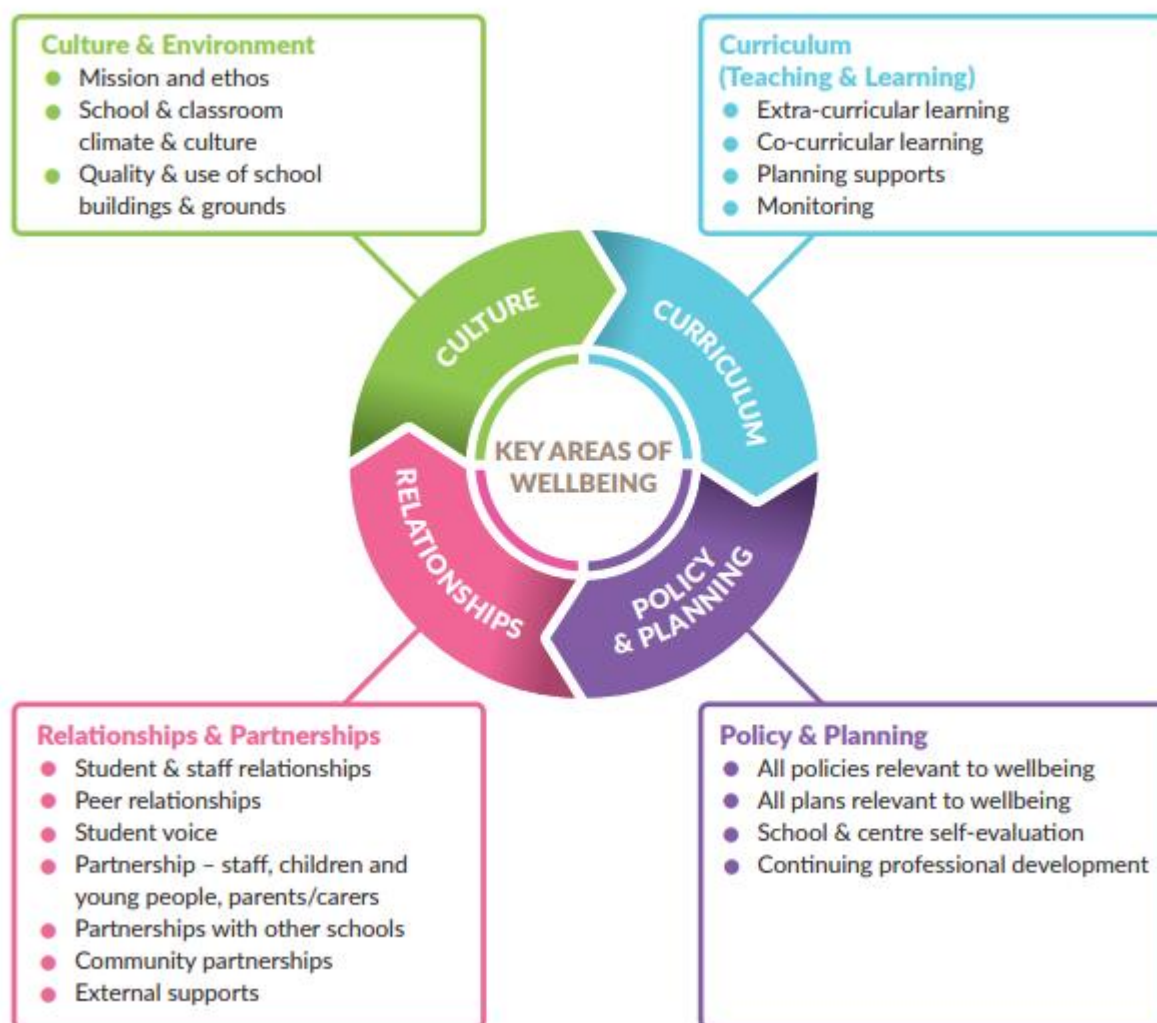 Culture & Environment
Mission and ethos
School & classroom
climate & culture
Quality & use of school
buildings & grounds
Curriculum
(Teaching & Learning)
Extra-curricular learning
Co-curricular learning
Planning supports
Monitoring
CULTURE
CURRICULUM
KEY AREAS OF
WELLBEING
RELATIONSHIPS
POLICY
& PLANNING
Relationships & Partnerships
Student & staff relationships
Peer relationships
Student voice
Partnership – staff, children and
young people, parents/carers
Partnerships with other schools
Community partnerships
External supports
Policy & Planning
All policies relevant to wellbeing
All plans relevant to wellbeing
School & centre self-evaluation
Continuing professional development